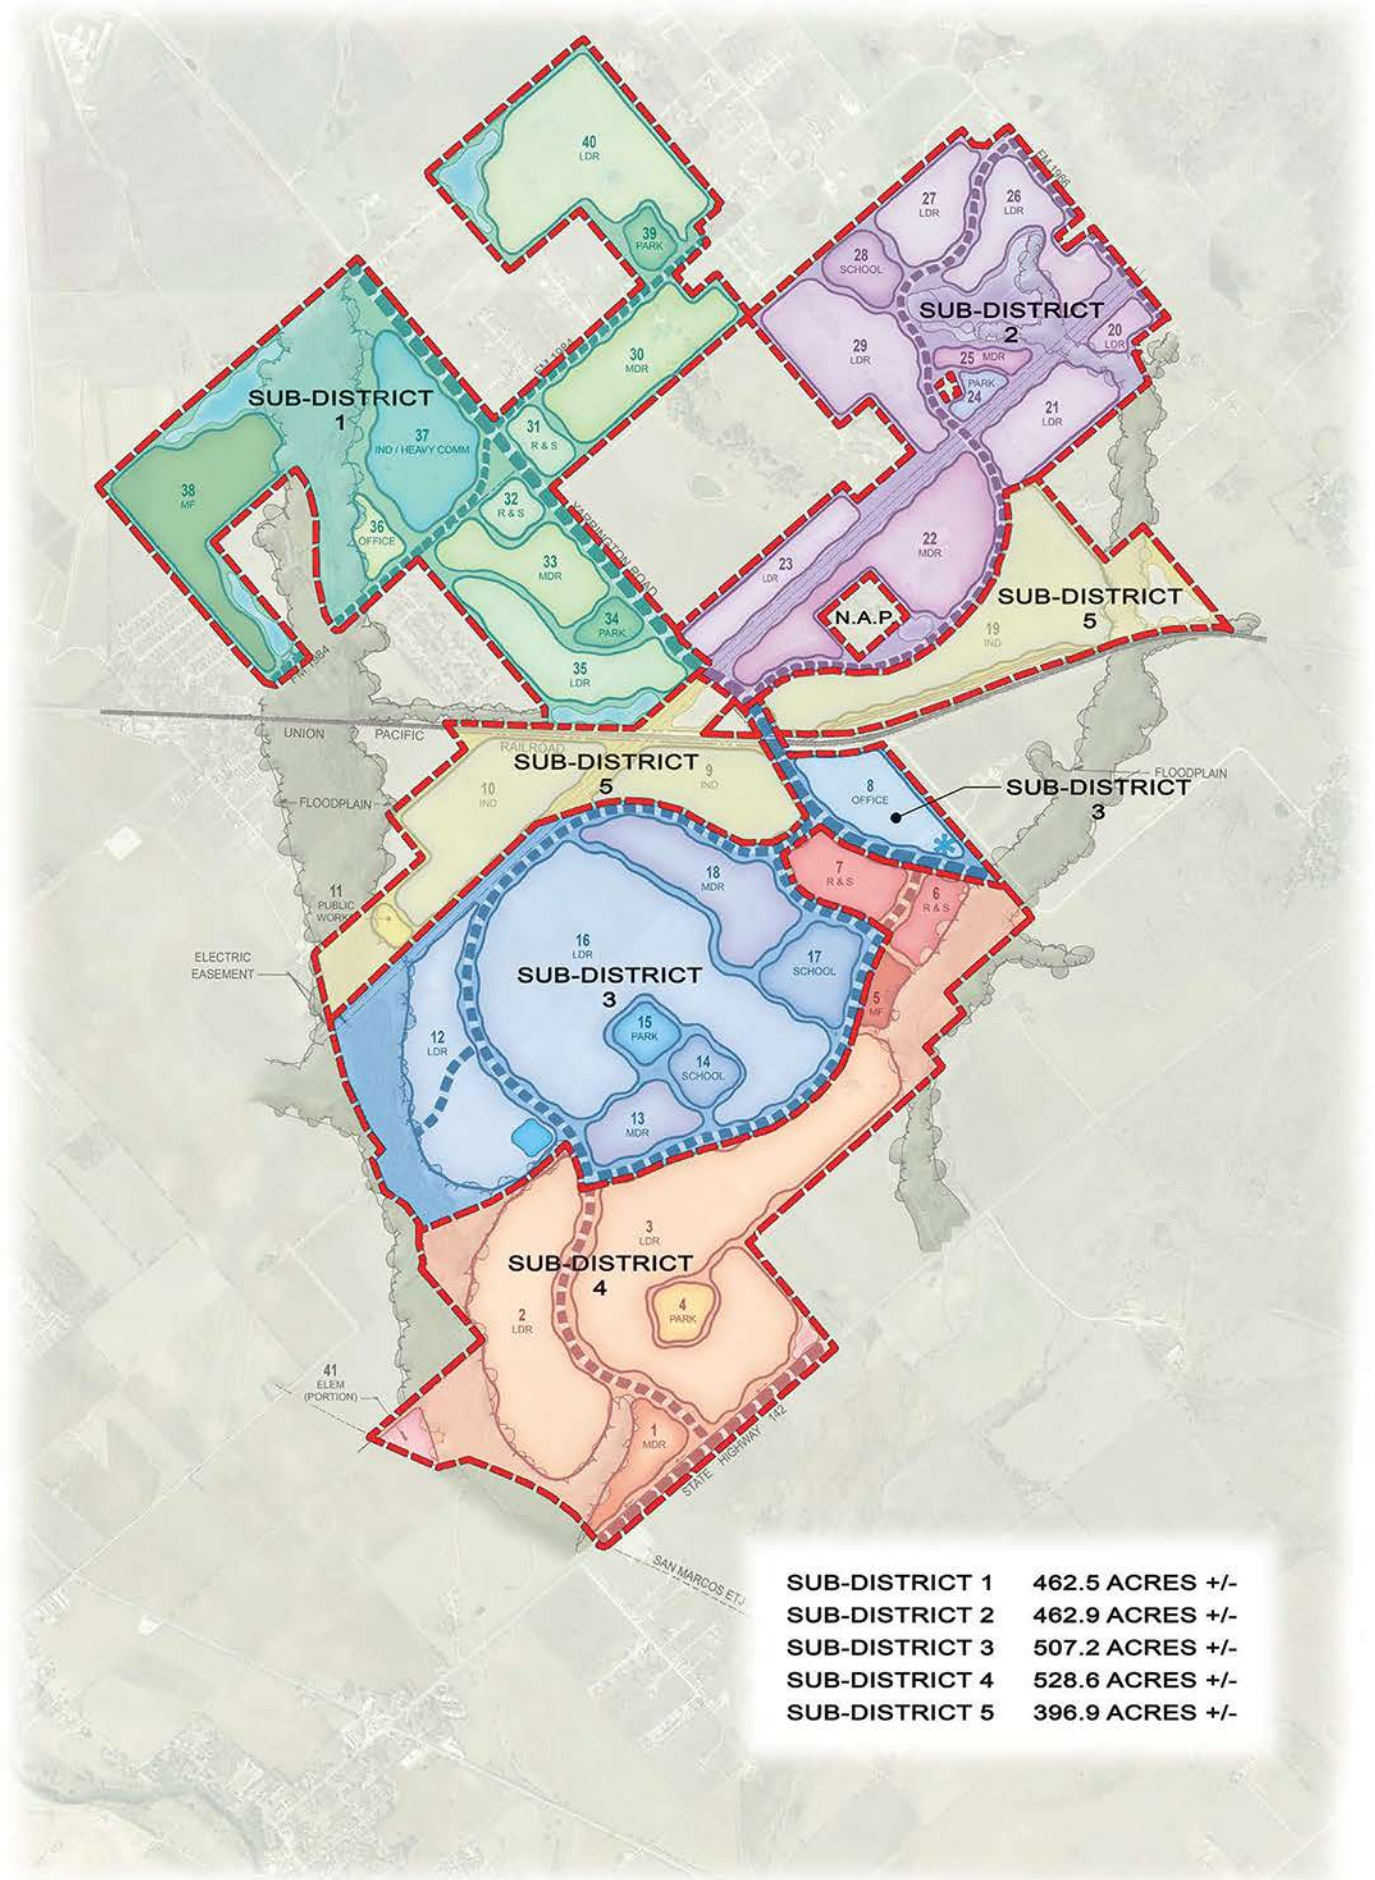 40
LDR
39
PARK
27
LDR
26
LDR
FM 1966
28
SCHOOL
SUB-DISTRICT
2
20
LDR
29
LDR
25 MDR
PARK
24
21
LDR
FM 1984
30
MDR
SUB-DISTRICT
1
37
IND / HEAVY COMM
31
R & S
38
MF
32
R & S
36
OFFICE
YARRINGTON ROAD
33
MDR
34
PARK
35
LDR
23
LDR
22
MDR
N.A.P.
SUB-DISTRICT
5
19
IND
FM 1984
UNION PACIFIC RAILROAD
SUB-DISTRICT
5
10
IND
9
IND
8
OFFICE
FLOODPLAIN
SUB-DISTRICT
3
FLOODPLAIN
11
PUBLIC
WORKS
18
MDR
7
R & S
6
R & S
ELECTRIC
EASEMENT
16
LDR
SUB-DISTRICT
3
17
SCHOOL
5
MF
15
PARK
12
LDR
14
SCHOOL
13
MDR
3
LDR
SUB-DISTRICT
4
2
LDR
4
PARK
41
ELEM
(PORTION)
1
MDR
STATE HIGHWAY 142
SAN MARCOS ETJ
SUB-DISTRICT 1 462.5 ACRES +/-
SUB-DISTRICT 2 462.9 ACRES +/-
SUB-DISTRICT 3 507.2 ACRES +/-
SUB-DISTRICT 4 528.6 ACRES +/-
SUB-DISTRICT 5 396.9 ACRES +/-